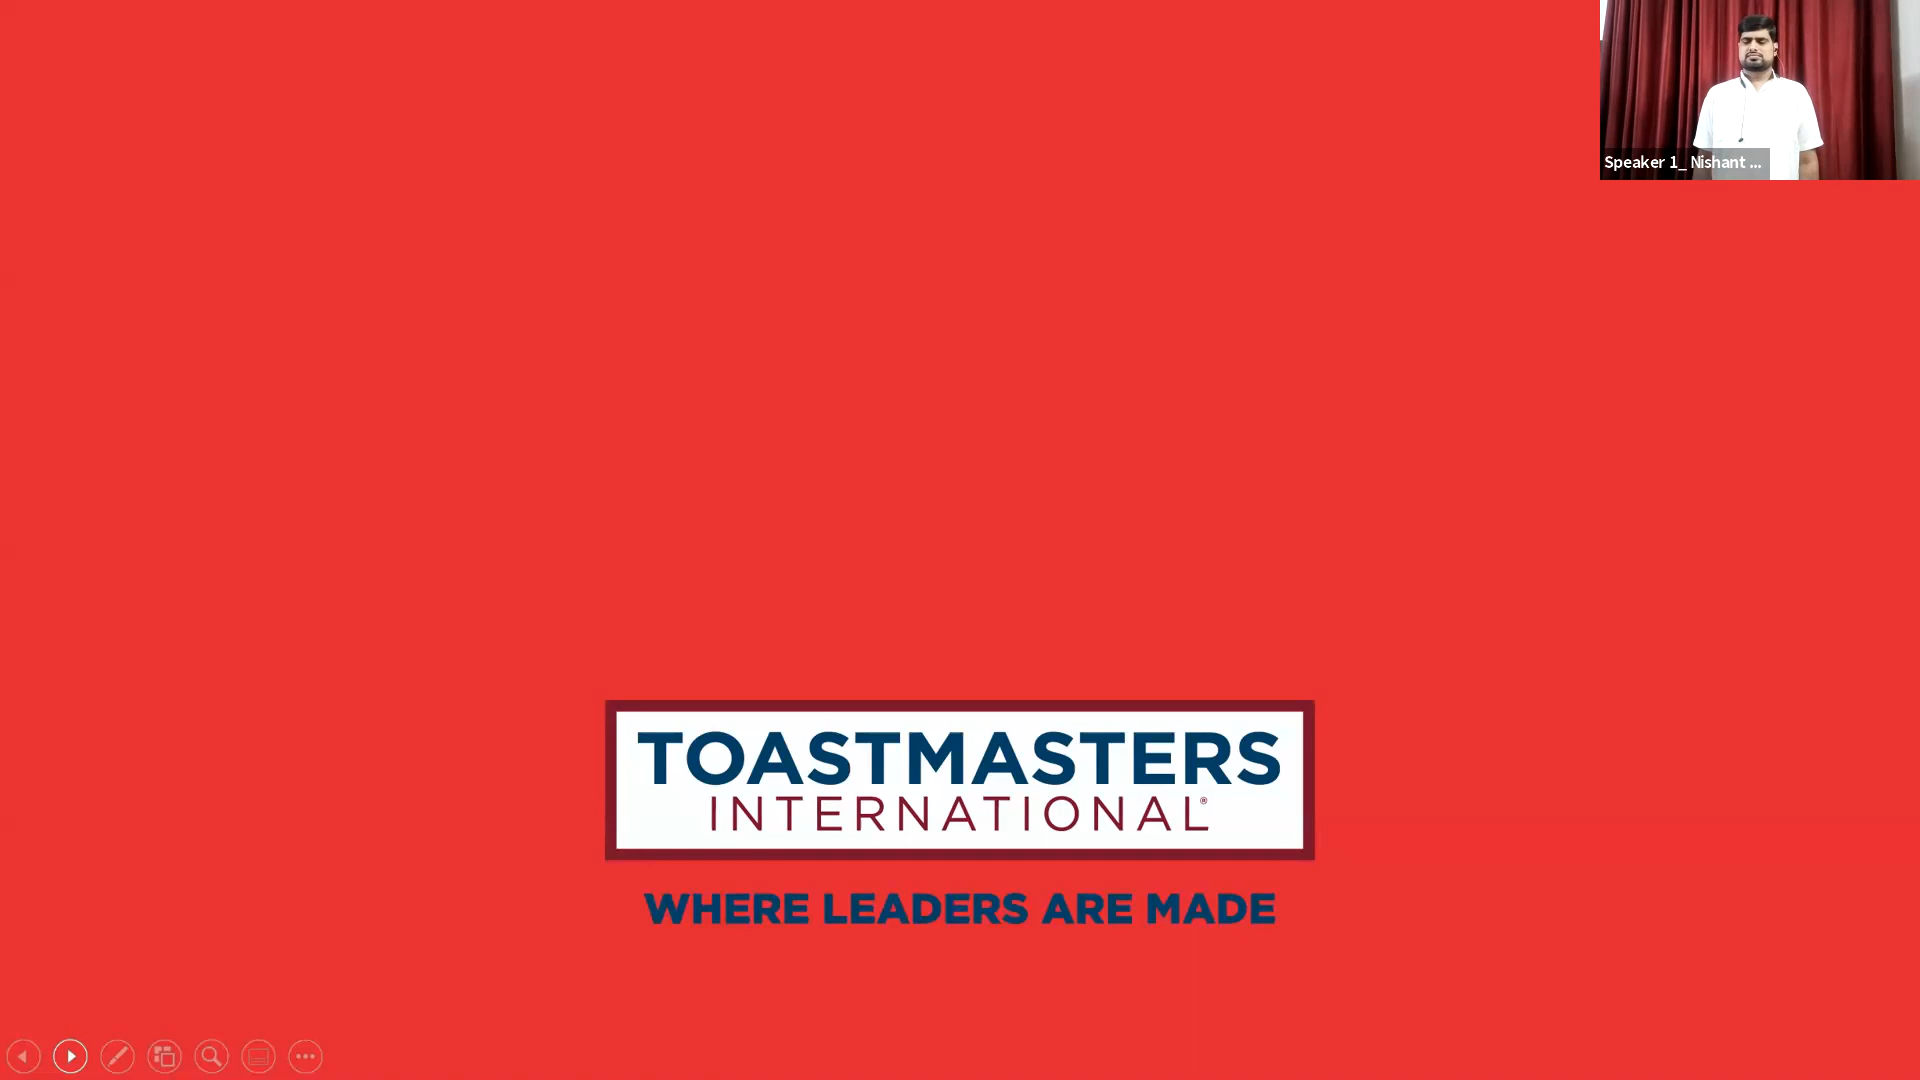 Speaker 1_ Nishant ...
TOASTMASTERS
INTERNATIONAL®
WHERE LEADERS ARE MADE